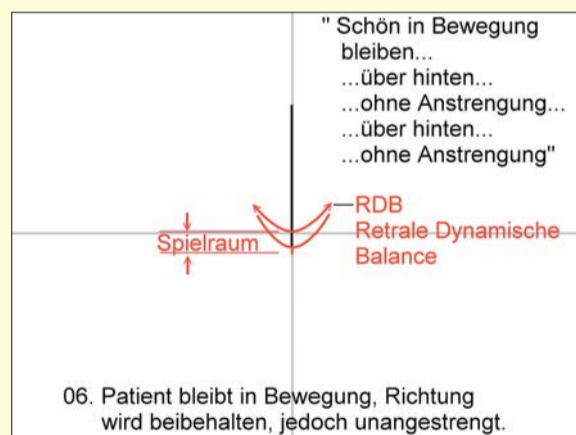 " Schön in Bewegung
bleiben...
...über hinten...
...ohne Anstrengung...
...über hinten...
...ohne Anstrengung"
RDB
Retrale Dynamische
Balance
Spielraum
06. Patient bleibt in Bewegung, Richtung
wird beibehalten, jedoch unangestrengt.